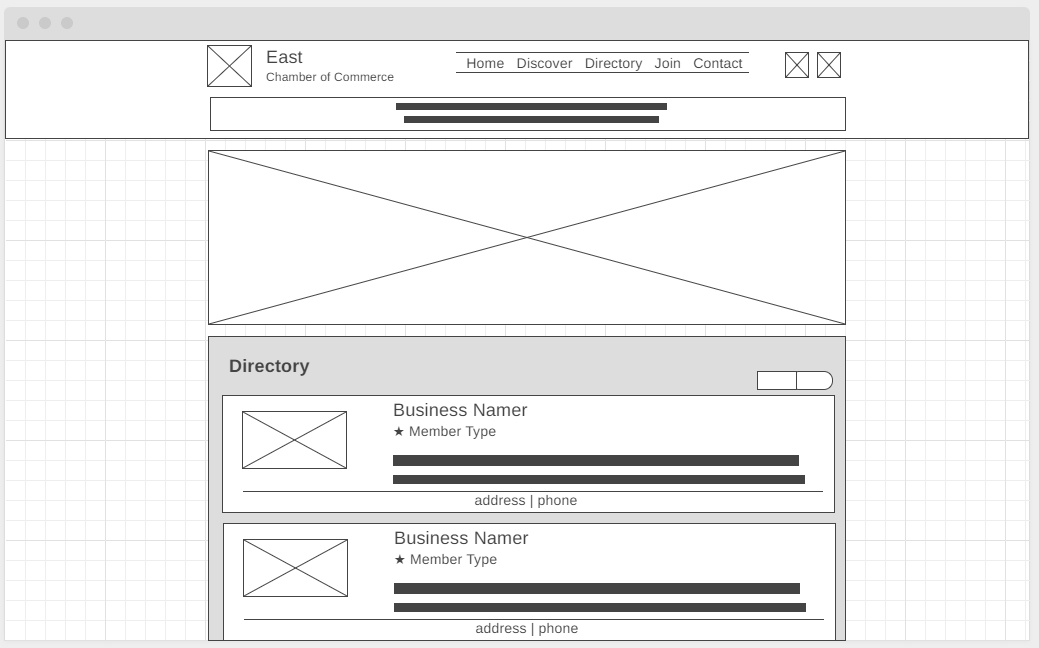 East
Chamber of Commerce
Home Discover Directory Join Contact
Directory
Business Namer
★ Member Type
address | phone
Business Namer
★ Member Type
address | phone